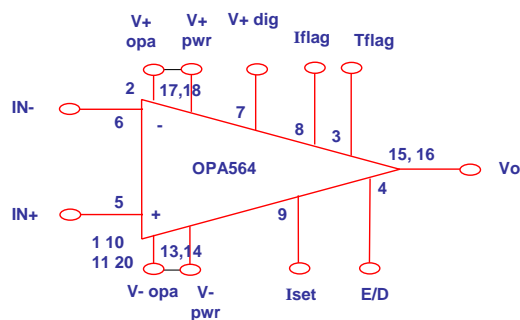 V+ opa
V+ pwr
V+ dig
Iflag
Tflag
2
17,18
IN-
6
-
7
8
3
15, 16
OPA564
Vo
4
IN+
5
+
9
1 10
11 20
13,14
V- opa
V- pwr
Iset
E/D